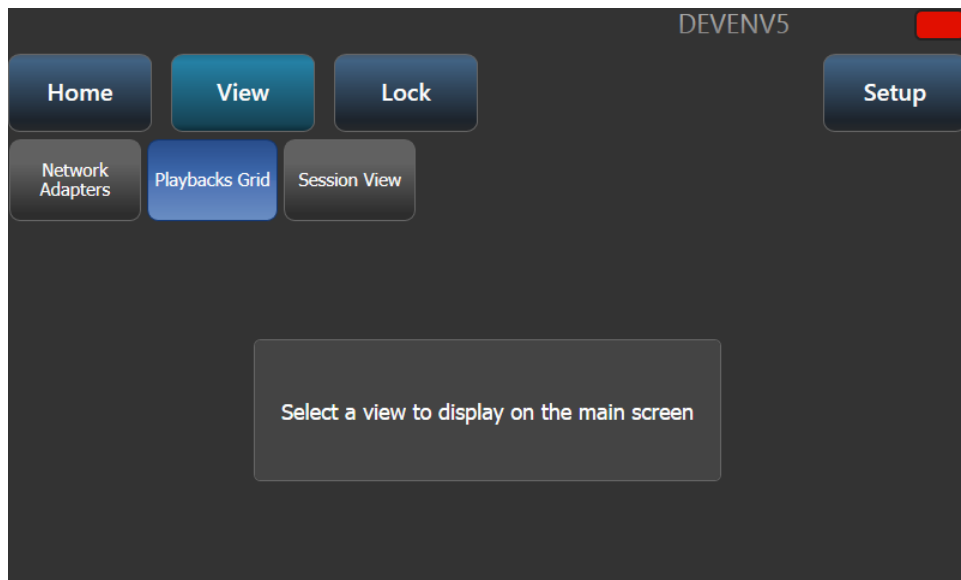 DEVENV5
Home
View
Lock
Setup
Network
Adapters
Playbacks Grid
Session View
Select a view to display on the main screen